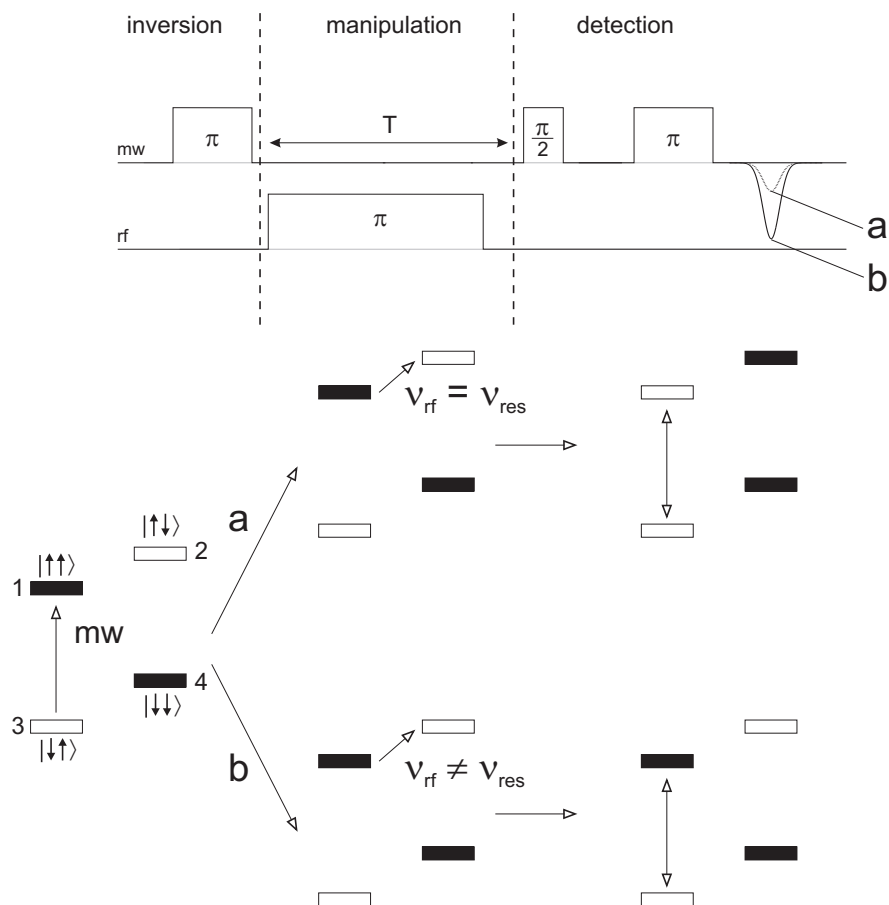 inversion manipulation detection
T
π π/2 π
mw
π
rf
a
b
ν_rf = ν_res
a
|↑↓⟩
2
|↑↑⟩
1
mw
4
|↓↓⟩
3
|↓↑⟩
b
ν_rf ≠ ν_res